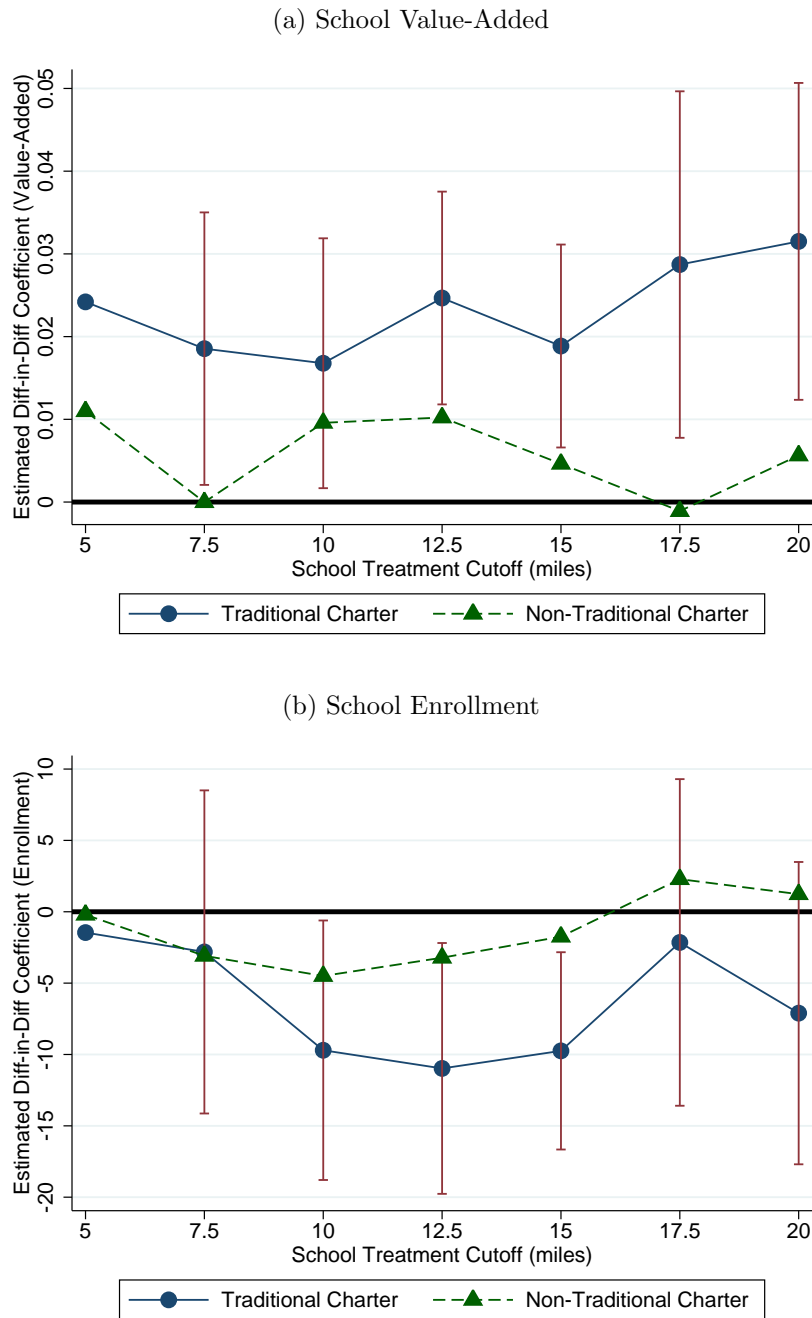 (a) School Value-Added
Estimated Diff-in-Diff Coefficient (Value-Added)
0.05
0.04
0.03
0.02
0.01
0
5 7.5 10 12.5 15 17.5 20
School Treatment Cutoff (miles)
Traditional Charter Non-Traditional Charter
(b) School Enrollment
Estimated Diff-in-Diff Coefficient (Enrollment)
10
5
0
-5
-10
-15
-20
5 7.5 10 12.5 15 17.5 20
School Treatment Cutoff (miles)
Traditional Charter Non-Traditional Charter